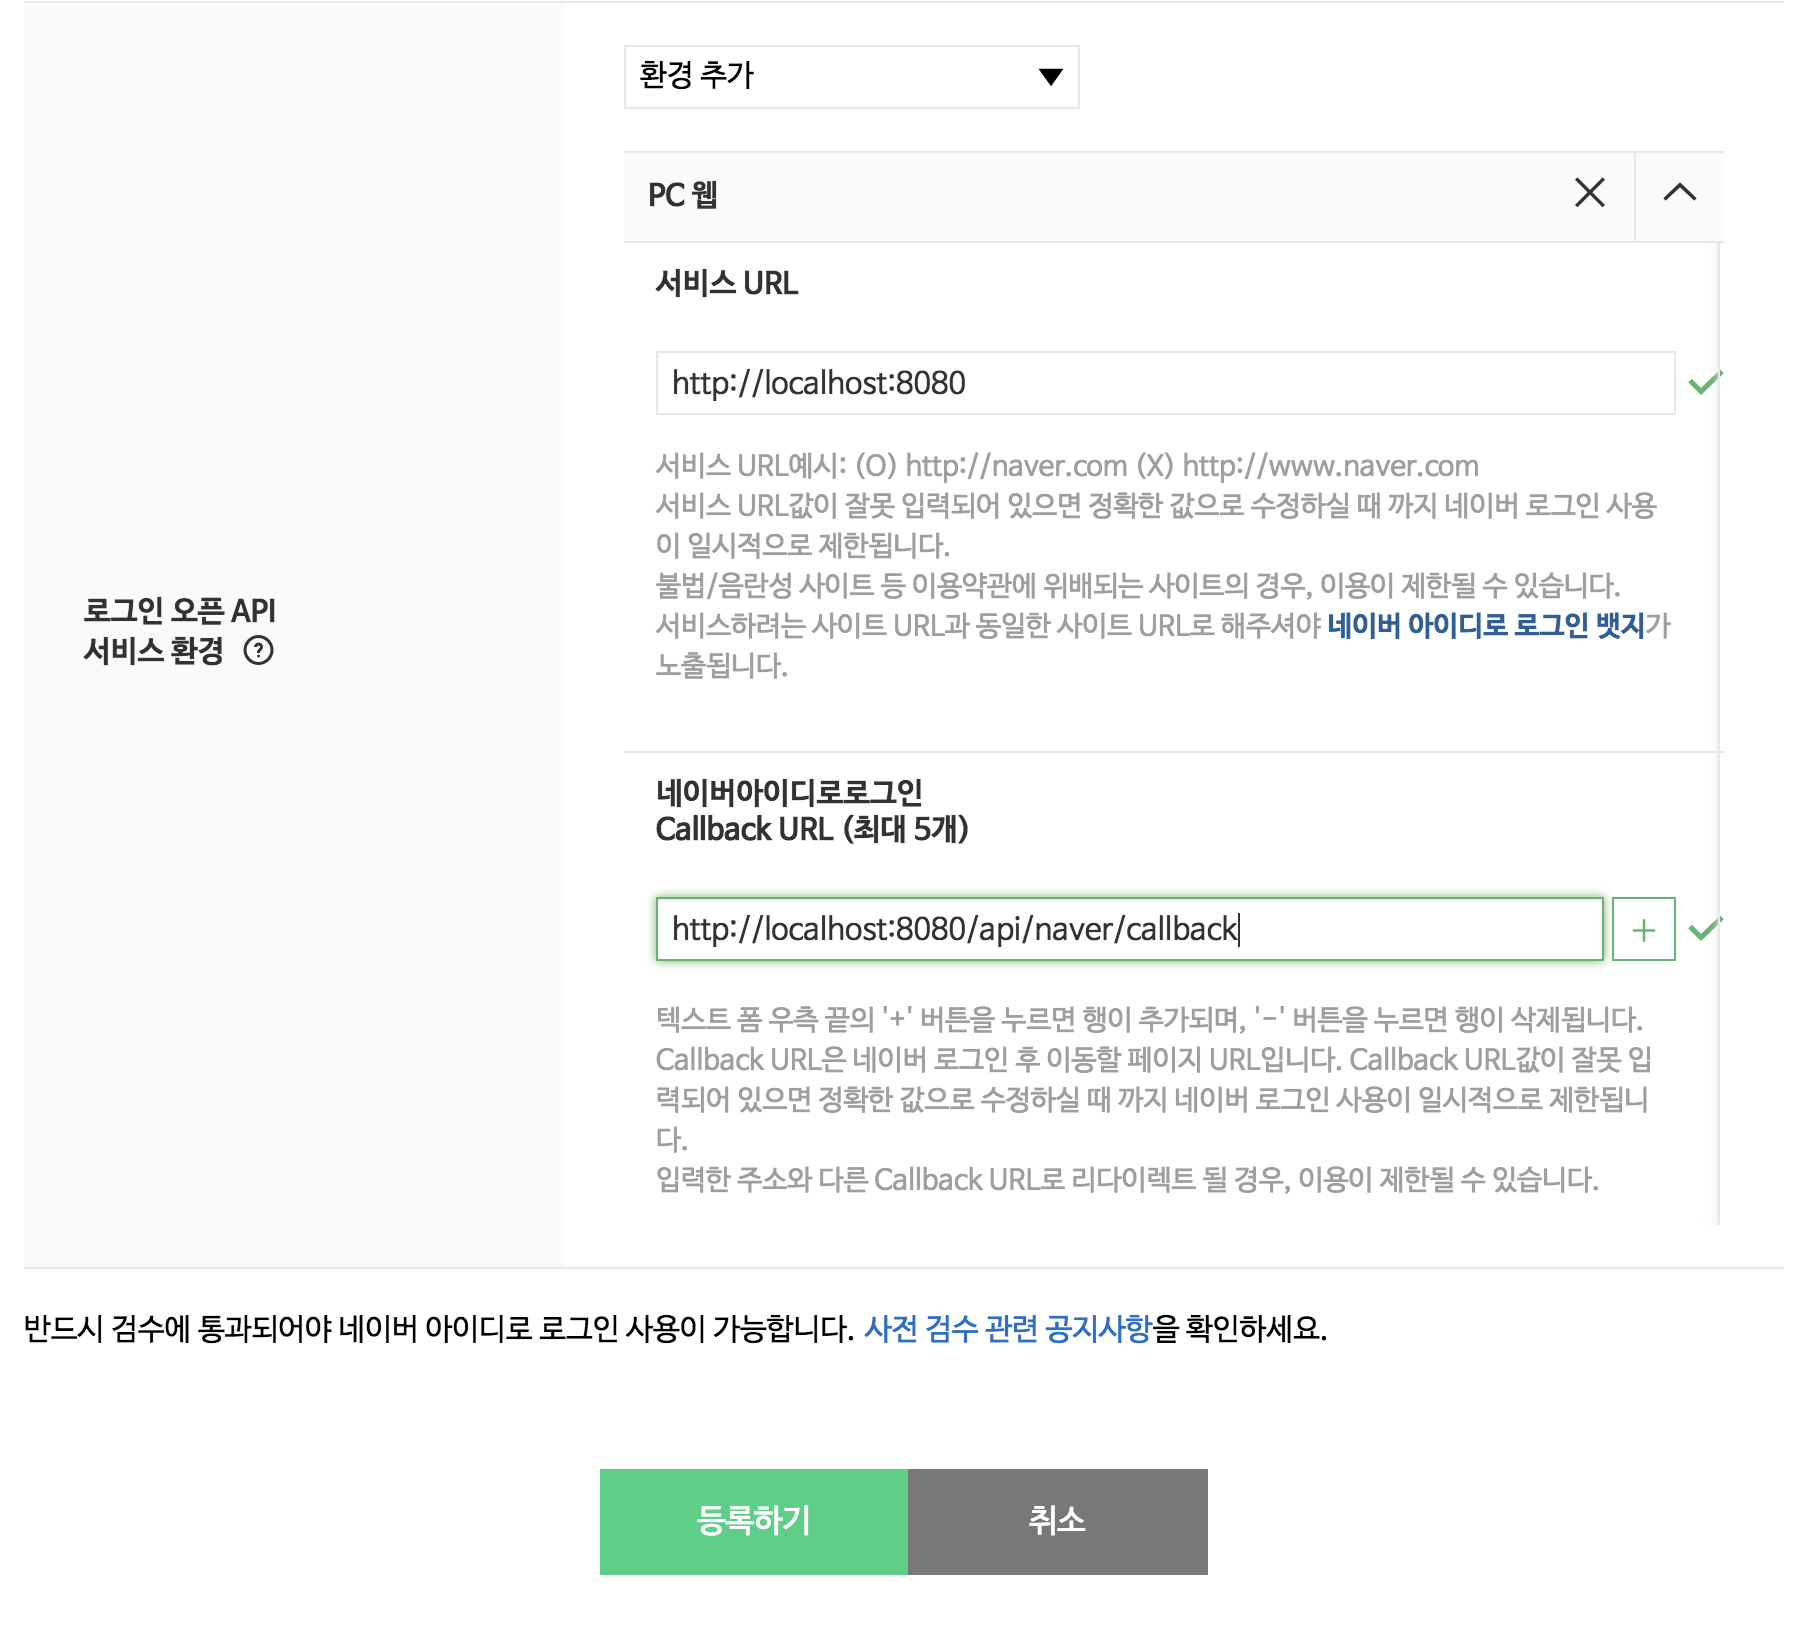 환경 추가
PC 웹
서비스 URL
http://localhost:8080
서비스 URL예시: (O) http://naver.com (X) http://www.naver.com
서비스 URL값이 잘못 입력되어 있으면 정확한 값으로 수정하실 때 까지 네이버 로그인 사용
이 일시적으로 제한됩니다.
불법/음란성 사이트 등 이용약관에 위배되는 사이트의 경우, 이용이 제한될 수 있습니다.
서비스하려는 사이트 URL과 동일한 사이트 URL로 해주셔야 네이버 아이디로 로그인 뱃지가
노출됩니다.
로그인 오픈 API
서비스 환경 ?
네이버아이디로로그인
Callback URL (최대 5개)
http://localhost:8080/api/naver/callback
+
텍스트 폼 우측 끝의 '+' 버튼을 누르면 행이 추가되며, '-' 버튼을 누르면 행이 삭제됩니다.
Callback URL은 네이버 로그인 후 이동할 페이지 URL입니다. Callback URL값이 잘못 입
력되어 있으면 정확한 값으로 수정하실 때 까지 네이버 로그인 사용이 일시적으로 제한됩니
다.
입력한 주소와 다른 Callback URL로 리다이렉트 될 경우, 이용이 제한될 수 있습니다.
반드시 검수에 통과되어야 네이버 아이디로 로그인 사용이 가능합니다. 사전 검수 관련 공지사항을 확인하세요.
등록하기
취소